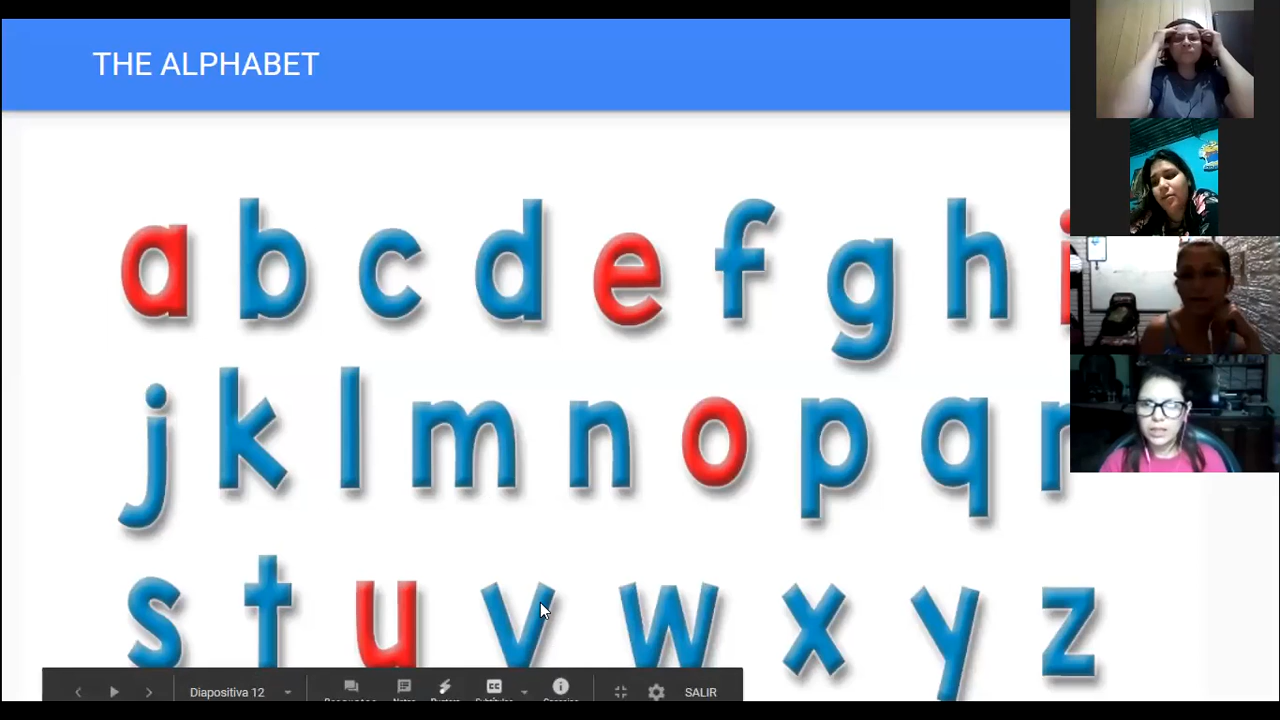 THE ALPHABET
a b c d e f g h i
j k l m n o p q r
s t u v w x y z
Diapositiva 12
SALIR